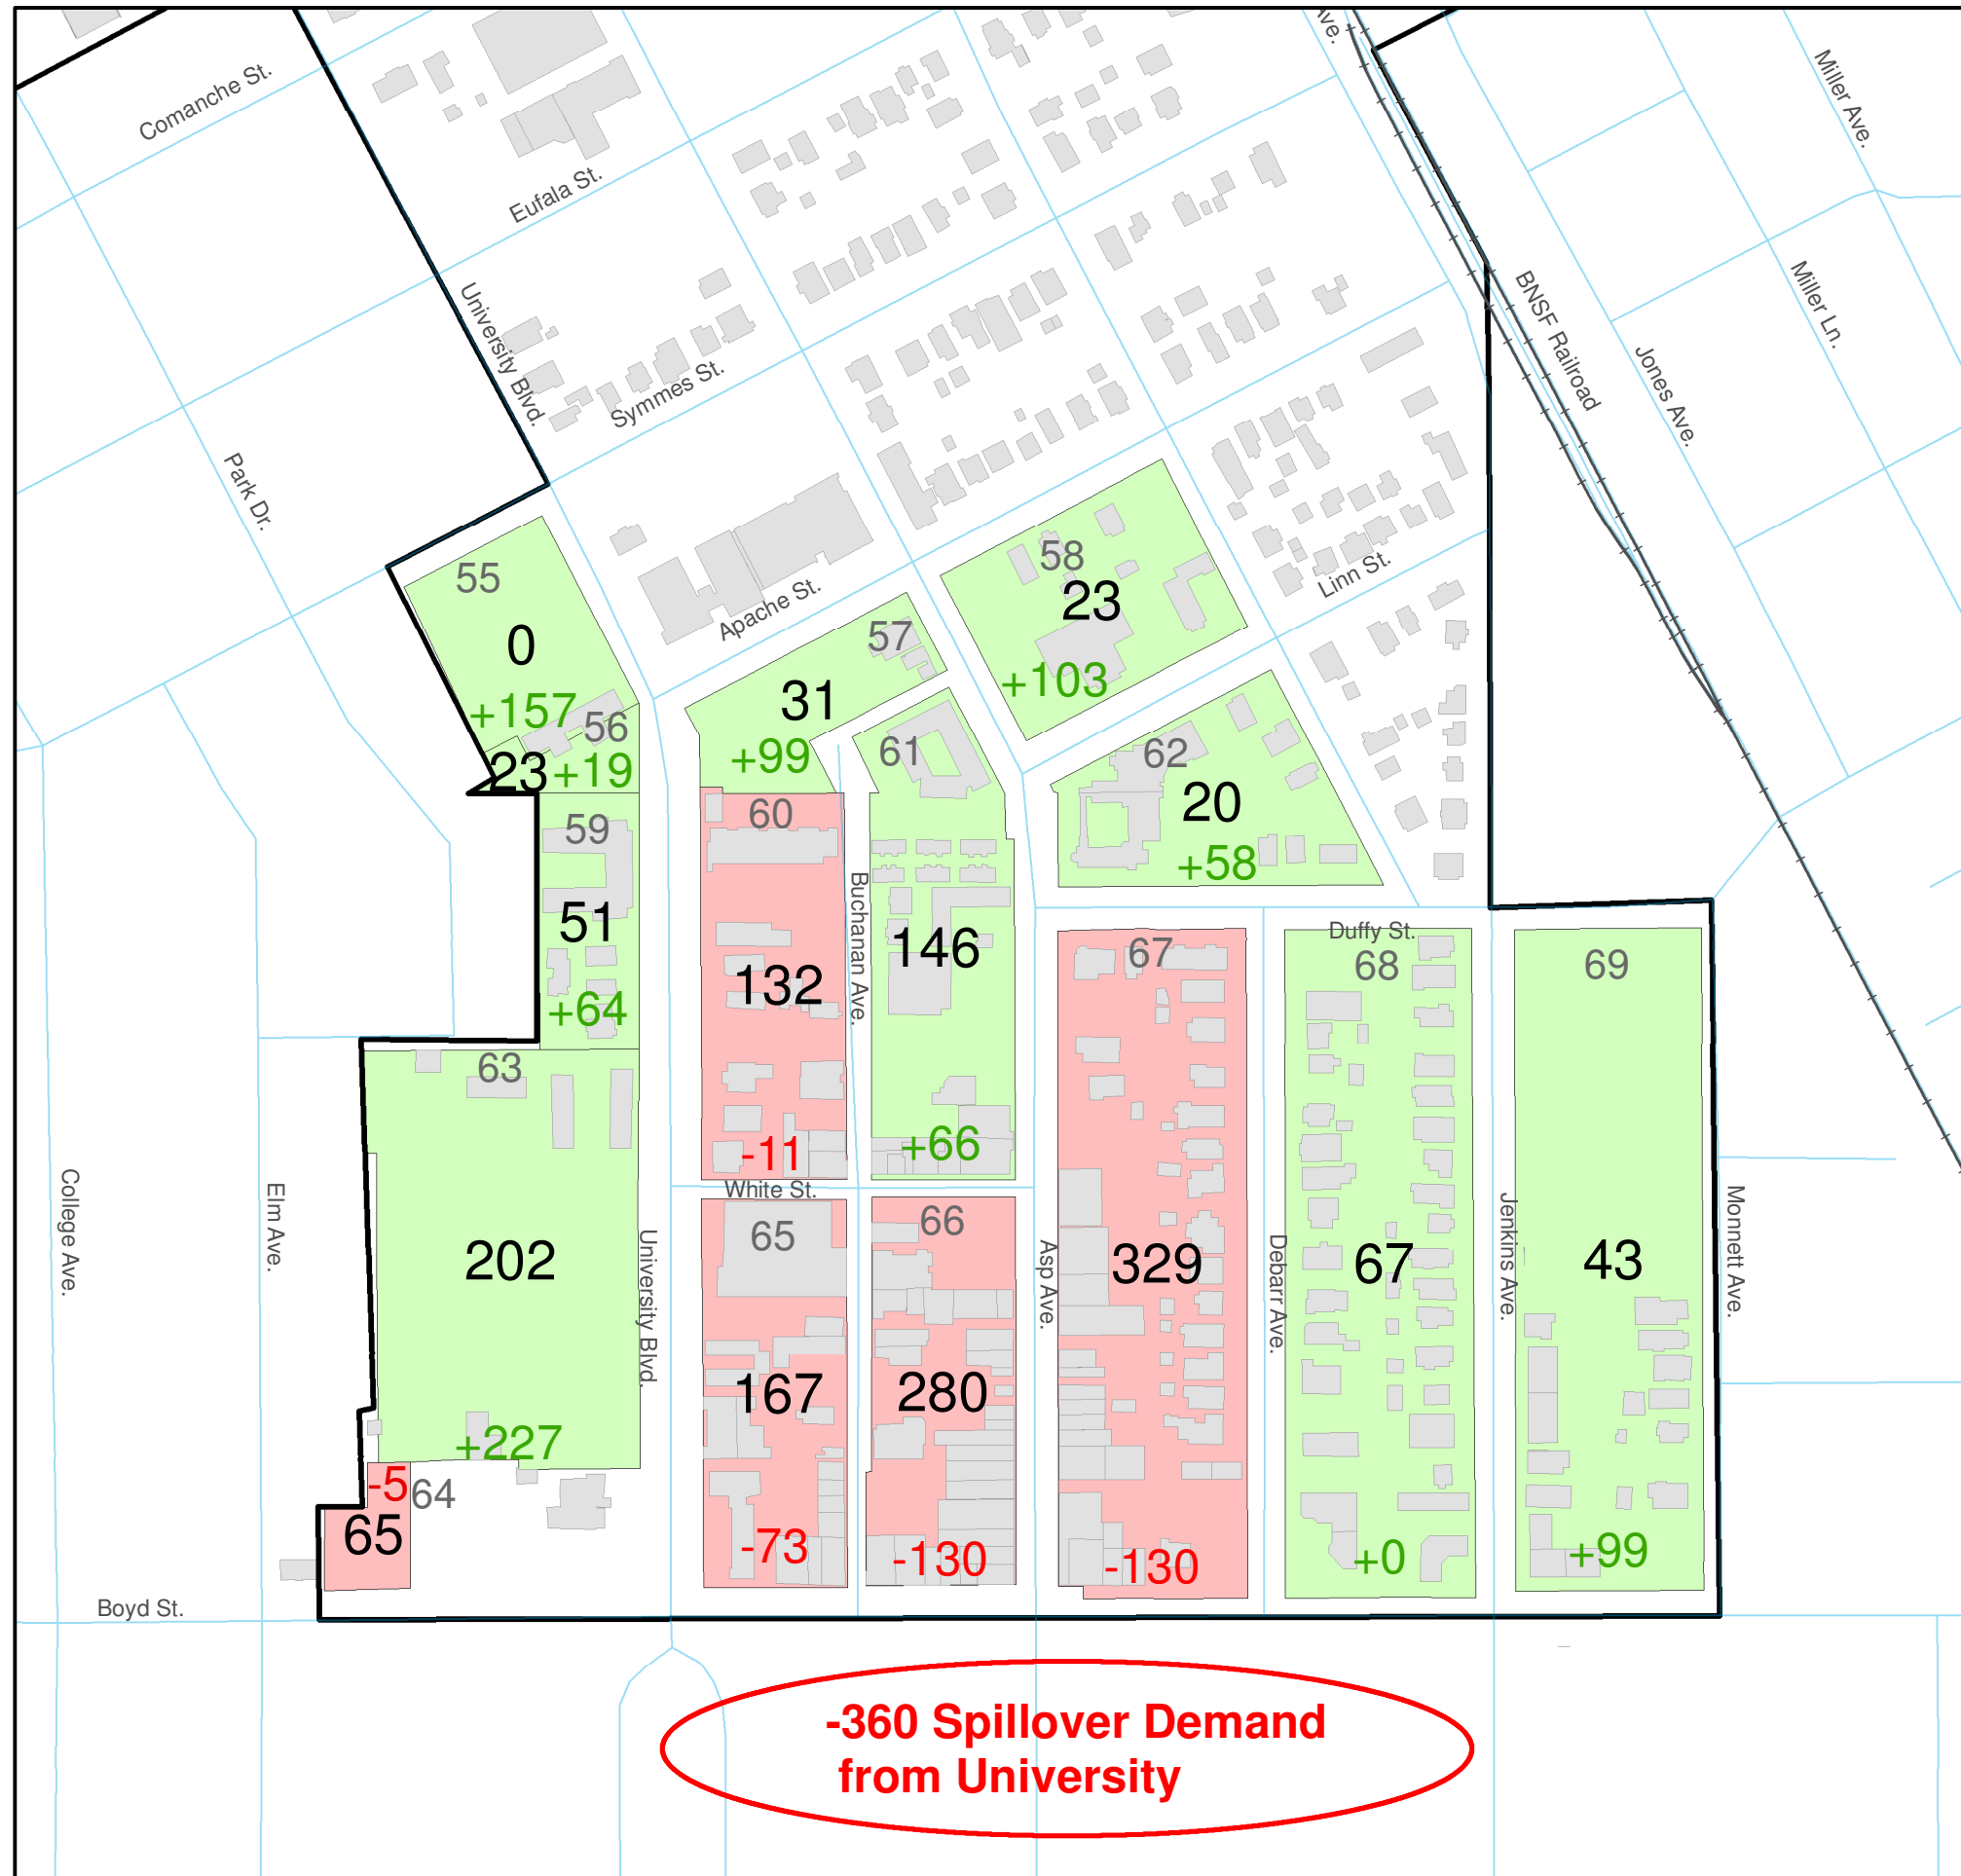 Ave.
Miller Ave.
Comanche St.
Eufala St.
University Blvd.
BNSF Railroad
Miller Ln.
Jones Ave.
Symmes St.
Park Dr.
Apache St.
Linn St.
55
0
+157
56
23
+19
57
31
+99
58
23
+103
59
51
+64
60
132
-11
61
146
+66
62
20
+58
Buchanan Ave.
Duffy St.
63
202
+227
-5
64
65
White St.
65
167
-73
66
280
-130
67
329
-130
68
67
+0
69
43
+99
College Ave.
Elm Ave.
University Blvd.
Asp Ave.
Debarr Ave.
Jenkins Ave.
Monnett Ave.
Boyd St.
-360 Spillover Demand
from University